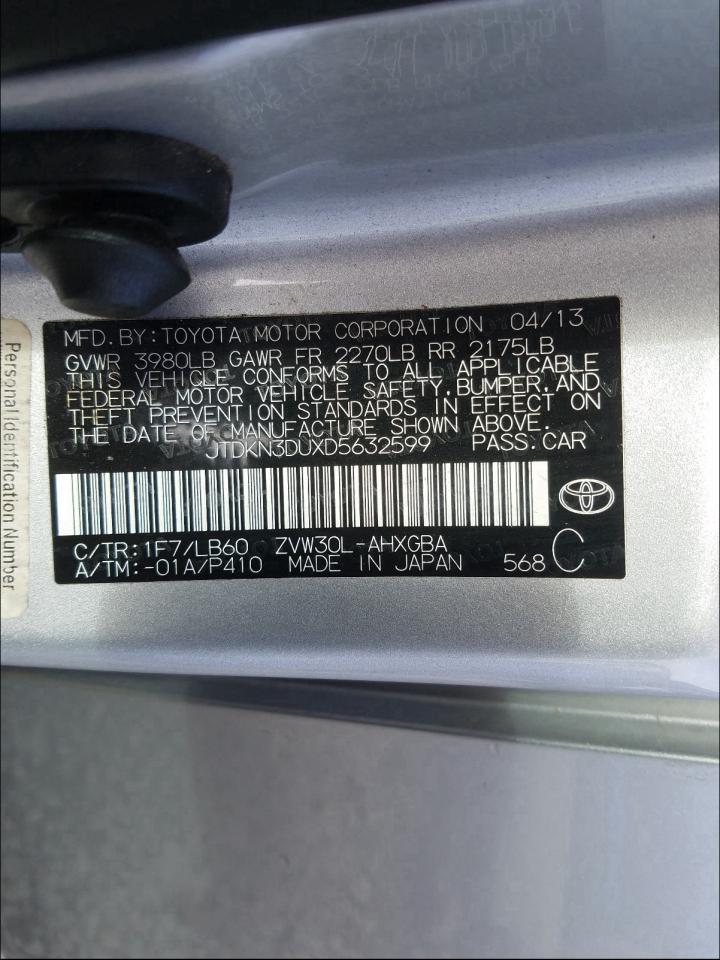 MFD.BY:TOYOTA MOTOR CORPORATION 04/13
GVWR 3980LB GAWR FR 2270LB RR 2175LB
THIS VEHICLE CONFORMS TO ALL APPLICABLE
FEDERAL MOTOR VEHICLE SAFETY,BUMPER,AND
THEFT PREVENTION STANDARDS IN EFFECT ON
THE DATE OF MANUFACTURE SHOWN ABOVE.
JTDKN3DUXD5632599 PASS.CAR
C/TR:1F7/LB60 ZVW30L-AHXGBA
A/TM:-01A/P410 MADE IN JAPAN 568 C
Personal Identification Number